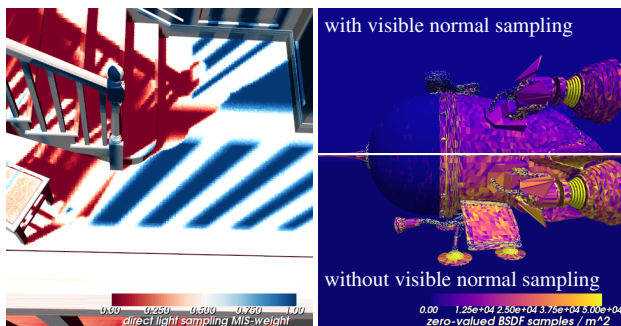 with visible normal sampling
without visible normal sampling
0.00 0.250 0.500 0.750 1.00
direct light sampling MIS-weight
0.00 1.25e+04 2.50e+04 3.75e+04 5.00e+04
zero-valued BSDF samples / m^2